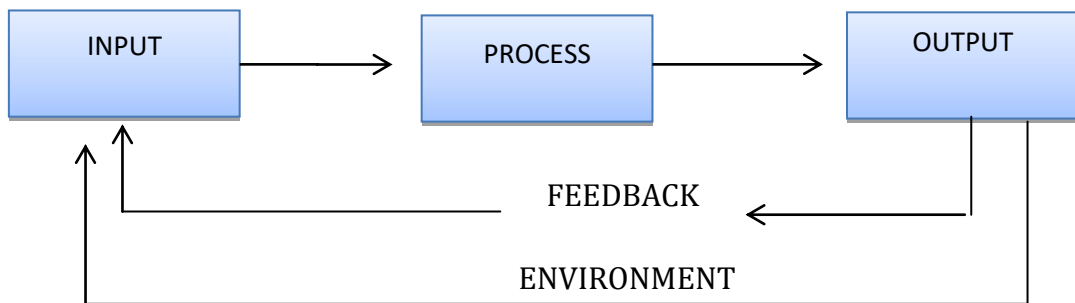 INPUT
PROCESS
OUTPUT
FEEDBACK
ENVIRONMENT